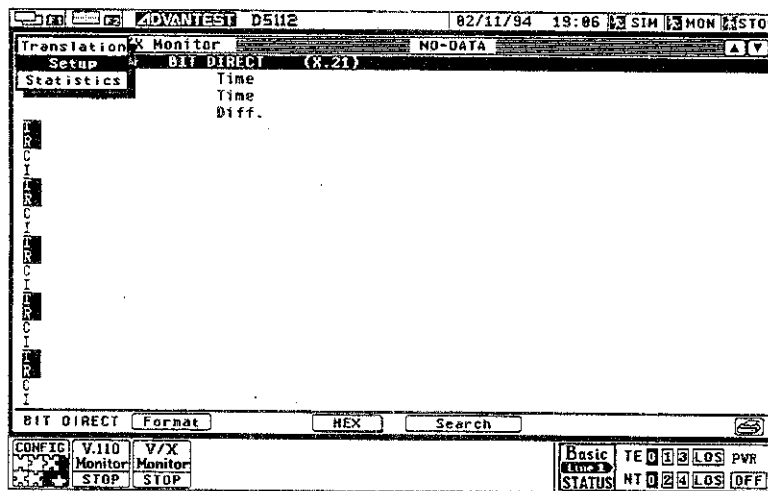 F1 F2 ADVANTEST D5112 02/11/94 19:06 SIM MON STO
Translation X Monitor NO-DATA
Setup BIT DIRECT (X.21)
Statistics Time
Time
Diff.
T
R
C
I
T
R
C
I
T
R
C
I
T
R
C
I
T
R
C
I
BIT DIRECT Format HEX Search
CONFIG V.110 Monitor STOP
V/X Monitor STOP
Basic Line 1 STATUS
TE 0 1 3 LOS PWR
NT 0 2 4 LOS OFF